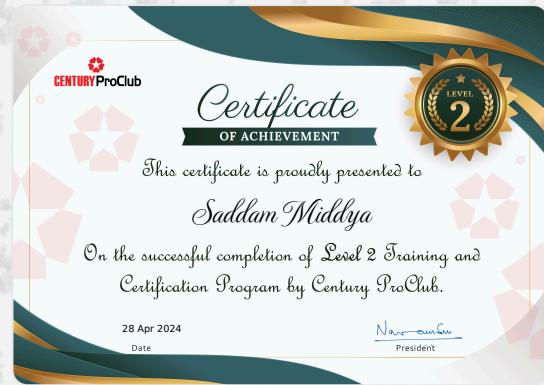 CENTURY ProClub
LEVEL
2
Certificate
OF ACHIEVEMENT
This certificate is proudly presented to
Saddam Middya
On the successful completion of Level 2 Training and
Certification Program by Century ProClub.
28 Apr 2024
Date
President